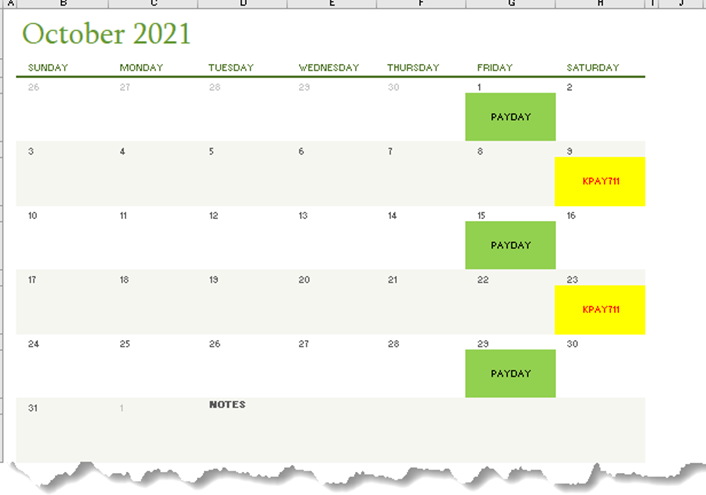 A B C D E F G H I J
October 2021
SUNDAY MONDAY TUESDAY WEDNESDAY THURSDAY FRIDAY SATURDAY
26 27 28 29 30 1 2
PAYDAY
3 4 5 6 7 8 9
KPAY711
10 11 12 13 14 15 16
PAYDAY
17 18 19 20 21 22 23
KPAY711
24 25 26 27 28 29 30
PAYDAY
31 1 NOTES